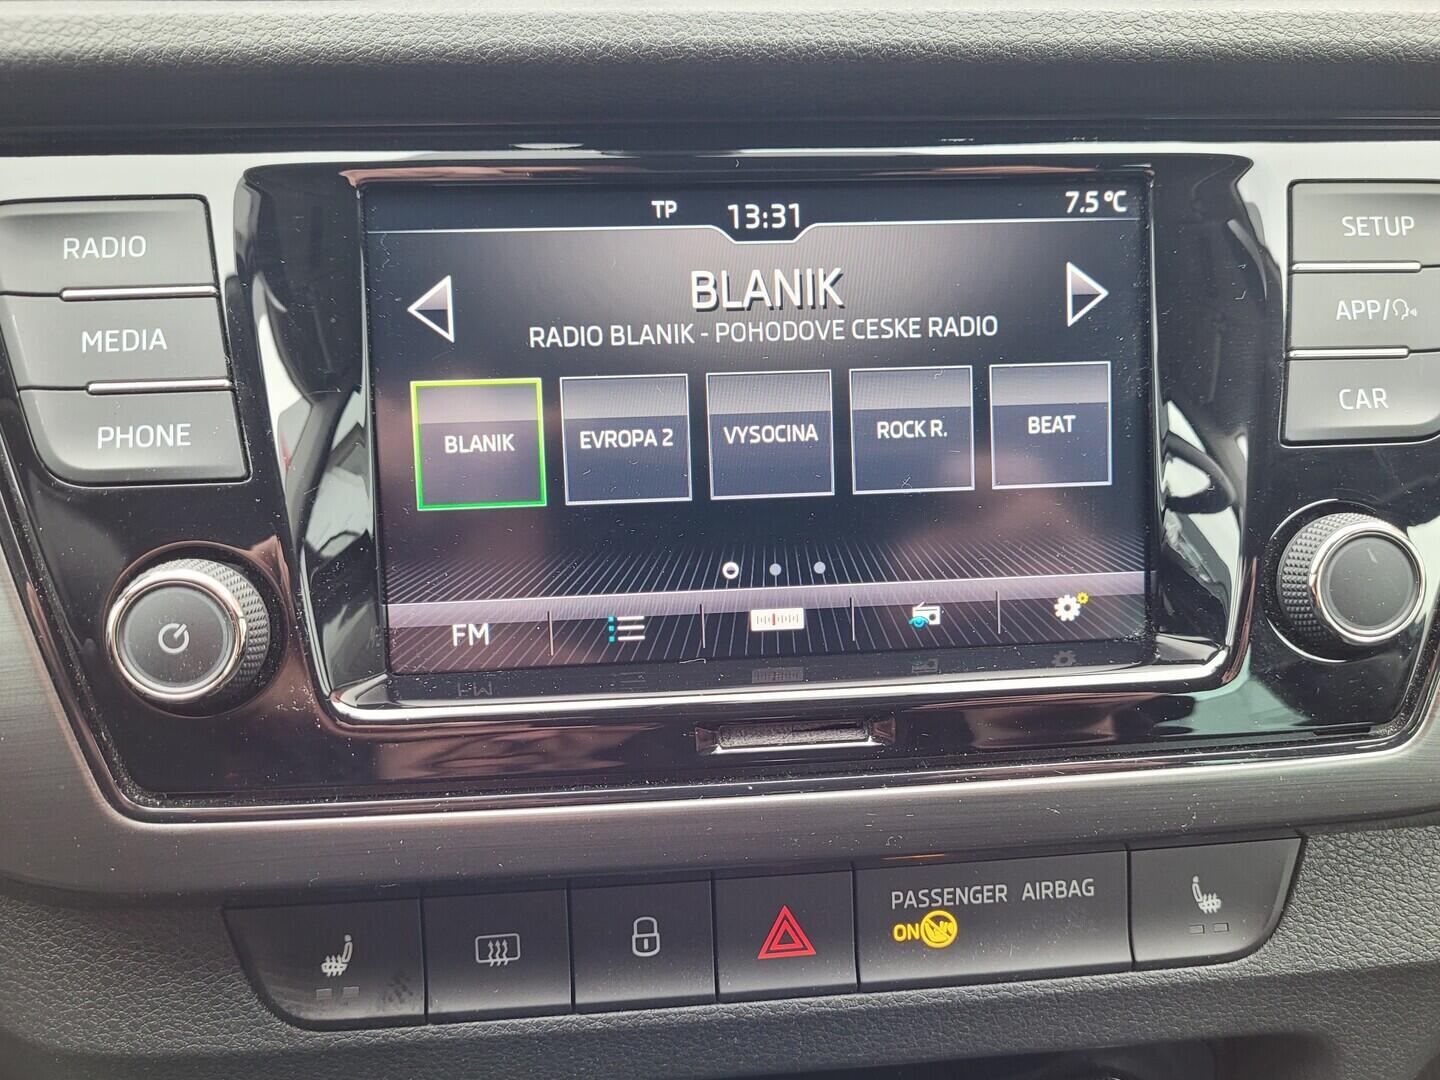 TP 13:31 7.5 °C
RADIO
MEDIA
PHONE
BLANIK
RADIO BLANIK - POHODOVE CESKE RADIO
BLANIK EVROPA 2 VYSOCINA ROCK R. BEAT
FM
SETUP
APP/
CAR
PASSENGER AIRBAG
ON